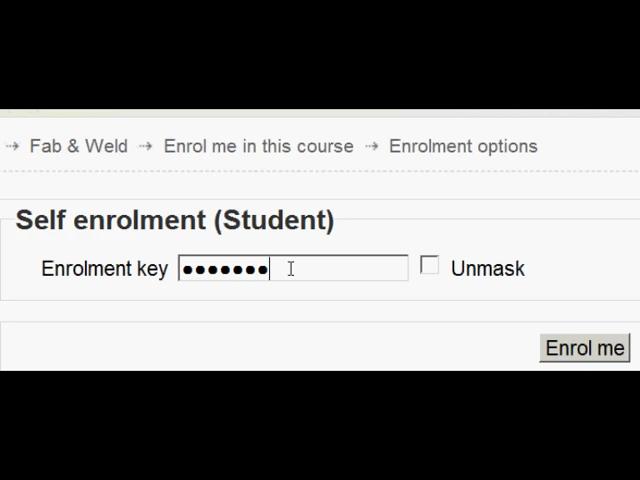 ⇢ Fab & Weld ⇢ Enrol me in this course ⇢ Enrolment options
Self enrolment (Student)
Enrolment key ●●●●●●● Unmask
Enrol me